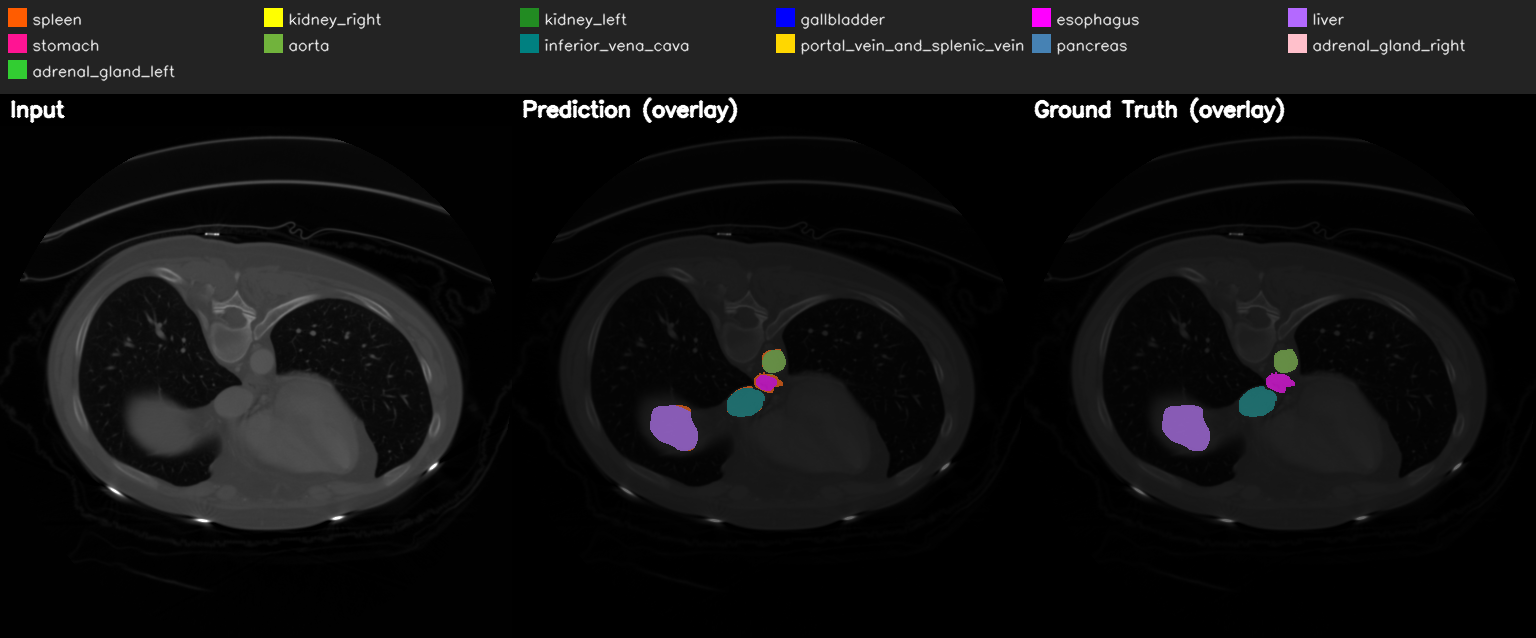 spleen kidney_right kidney_left gallbladder esophagus liver
stomach aorta inferior_vena_cava portal_vein_and_splenic_vein pancreas adrenal_gland_right
adrenal_gland_left
Input Prediction (overlay) Ground Truth (overlay)